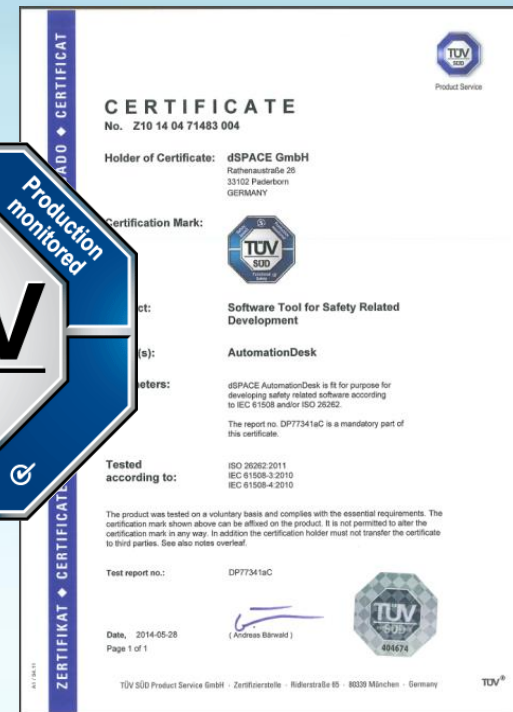 TÜV
SÜD
Product Service
CERTIFICATE
No. Z10 14 04 71483 004
Holder of Certificate: dSPACE GmbH
Rathenaustraße 26
33102 Paderborn
GERMANY
Certification Mark:
TÜV
SÜD
ct: Software Tool for Safety Related
Development
(s): AutomationDesk
meters: dSPACE AutomationDesk is fit for purpose for
developing safety related software according
to IEC 61508 and/or ISO 26262.
The report no. DP77341aC is a mandatory part of
this certificate.
Tested
according to:
ISO 26262:2011
IEC 61508-3:2010
IEC 61508-4:2010
The product was tested on a voluntary basis and complies with the essential requirements. The
certification mark shown above can be affixed on the product. It is not permitted to alter the
certification mark in any way. In addition the certification holder must not transfer the certificate
to third parties. See also notes overleaf.
Test report no.: DP77341aC
Date, 2014-05-28
( Andreas Bärwald )
Page 1 of 1
TÜV
SÜD
404674
TÜV SÜD Product Service GmbH · Zertifizierstelle · Ridlerstraße 65 · 80339 München · Germany
TÜV®
ZERTIFIKAT ◆ CERTIFICATE
CADO ◆ CERTIFICAT
Production
monitored
V